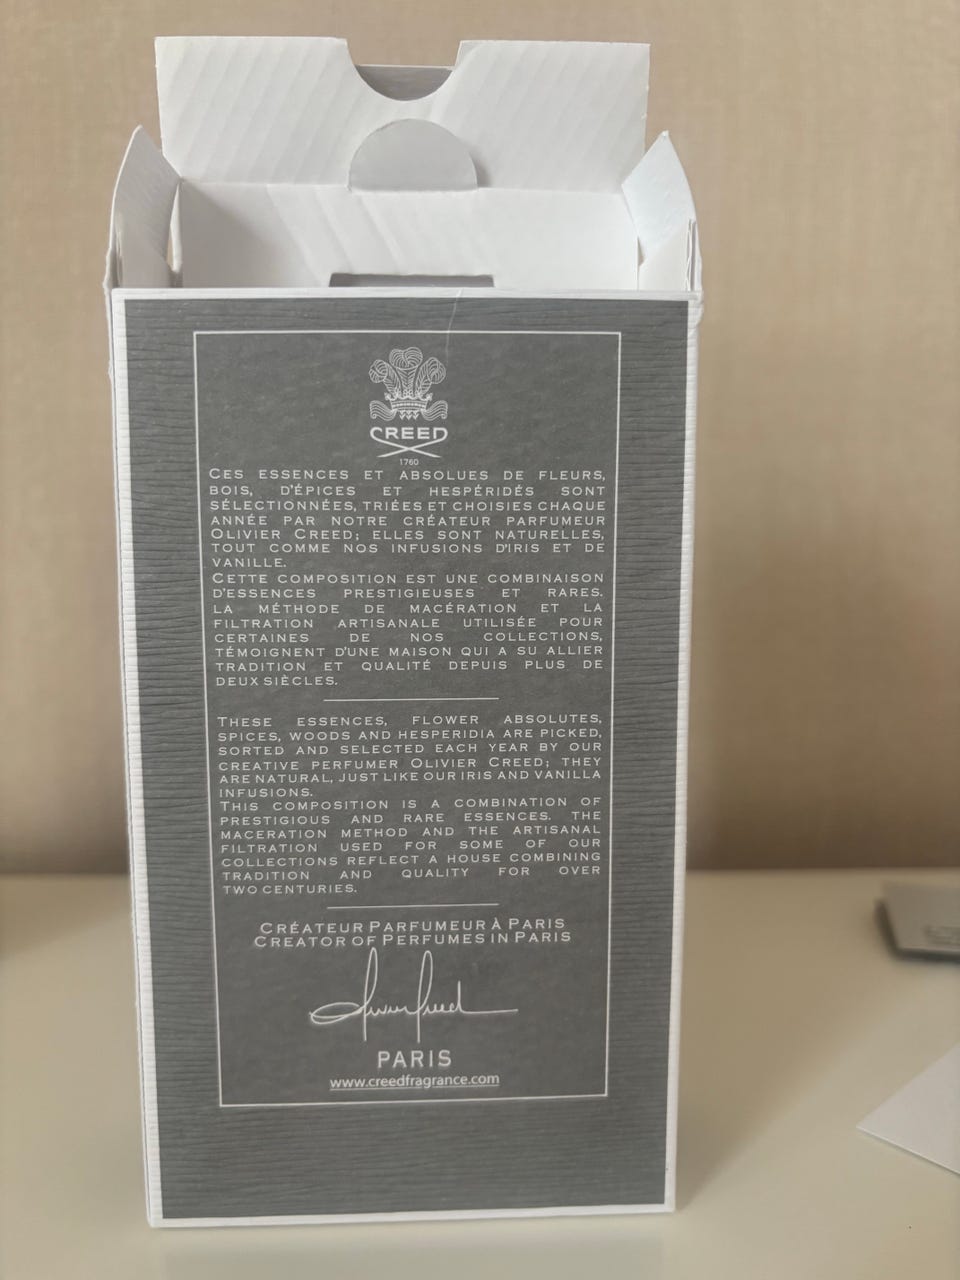 CREED
1760
CES ESSENCES ET ABSOLUES DE FLEURS,
BOIS, D'ÉPICES ET HESPÉRIDÉS SONT
SÉLECTIONNÉES, TRIÉES ET CHOISIES CHAQUE
ANNÉE PAR NOTRE CRÉATEUR PARFUMEUR
OLIVIER CREED; ELLES SONT NATURELLES,
TOUT COMME NOS INFUSIONS D'IRIS ET DE
VANILLE.
CETTE COMPOSITION EST UNE COMBINAISON
D'ESSENCES PRESTIGIEUSES ET RARES.
LA MÉTHODE DE MACÉRATION ET LA
FILTRATION ARTISANALE UTILISÉE POUR
CERTAINES DE NOS COLLECTIONS,
TÉMOIGNENT D'UNE MAISON QUI A SU ALLIER
TRADITION ET QUALITÉ DEPUIS PLUS DE
DEUX SIÈCLES.
THESE ESSENCES, FLOWER ABSOLUTES,
SPICES, WOODS AND HESPERIDIA ARE PICKED,
SORTED AND SELECTED EACH YEAR BY OUR
CREATIVE PERFUMER OLIVIER CREED; THEY
ARE NATURAL, JUST LIKE OUR IRIS AND VANILLA
INFUSIONS.
THIS COMPOSITION IS A COMBINATION OF
PRESTIGIOUS AND RARE ESSENCES. THE
MACERATION METHOD AND THE ARTISANAL
FILTRATION USED FOR SOME OF OUR
COLLECTIONS REFLECT A HOUSE COMBINING
TRADITION AND QUALITY FOR OVER
TWO CENTURIES.
CRÉATEUR PARFUMEUR À PARIS
CREATOR OF PERFUMES IN PARIS
Olivier Creed
PARIS
www.creedfragrance.com